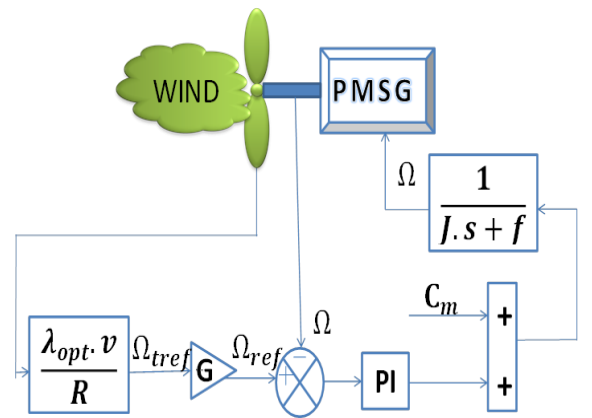 WIND
PMSG
Ω
1
J.s + f
C_m
+
λ_opt.v
R
Ω_tref
G
Ω_ref
Ω
+
−
PI
+